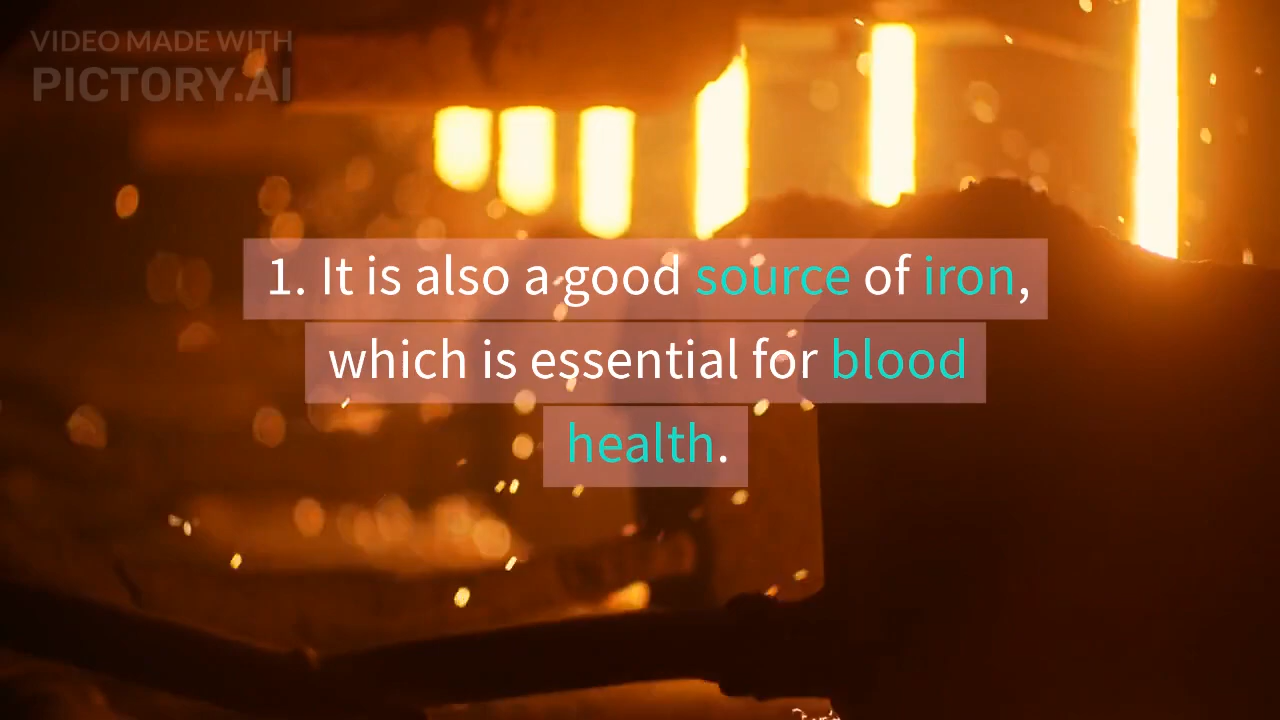 VIDEO MADE WITH
PICTORY.AI
1. It is also a good source of iron,
which is essential for blood
health.